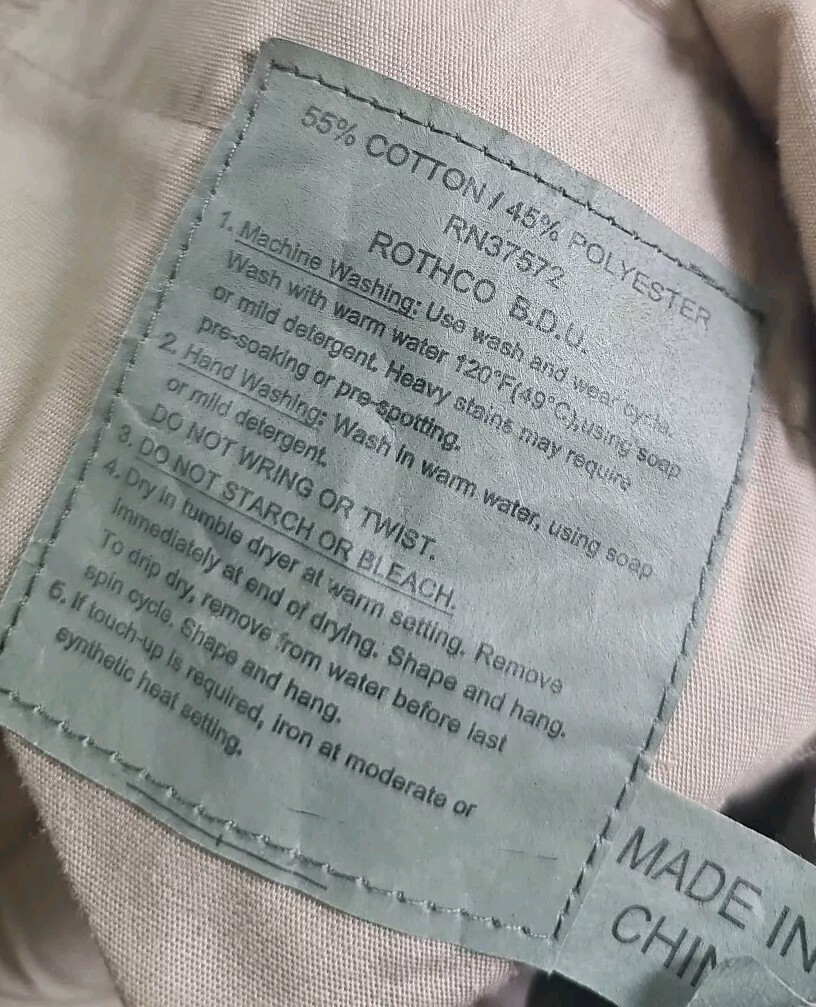 55% COTTON / 45% POLYESTER
RN37572
ROTHCO B.D.U.
1. Machine Washing: Use wash and wear cycle.
Wash with warm water 120°F(49°C),using soap
or mild detergent. Heavy stains may require
pre-soaking or pre-spotting.
2. Hand Washing: Wash in warm water, using soap
or mild detergent.
DO NOT WRING OR TWIST.
3. DO NOT STARCH OR BLEACH.
4. Dry in tumble dryer at warm setting. Remove
immediately at end of drying. Shape and hang.
To drip dry, remove from water before last
spin cycle. Shape and hang.
5. If touch-up is required, iron at moderate or
synthetic heat setting.
MADE IN
CHIN